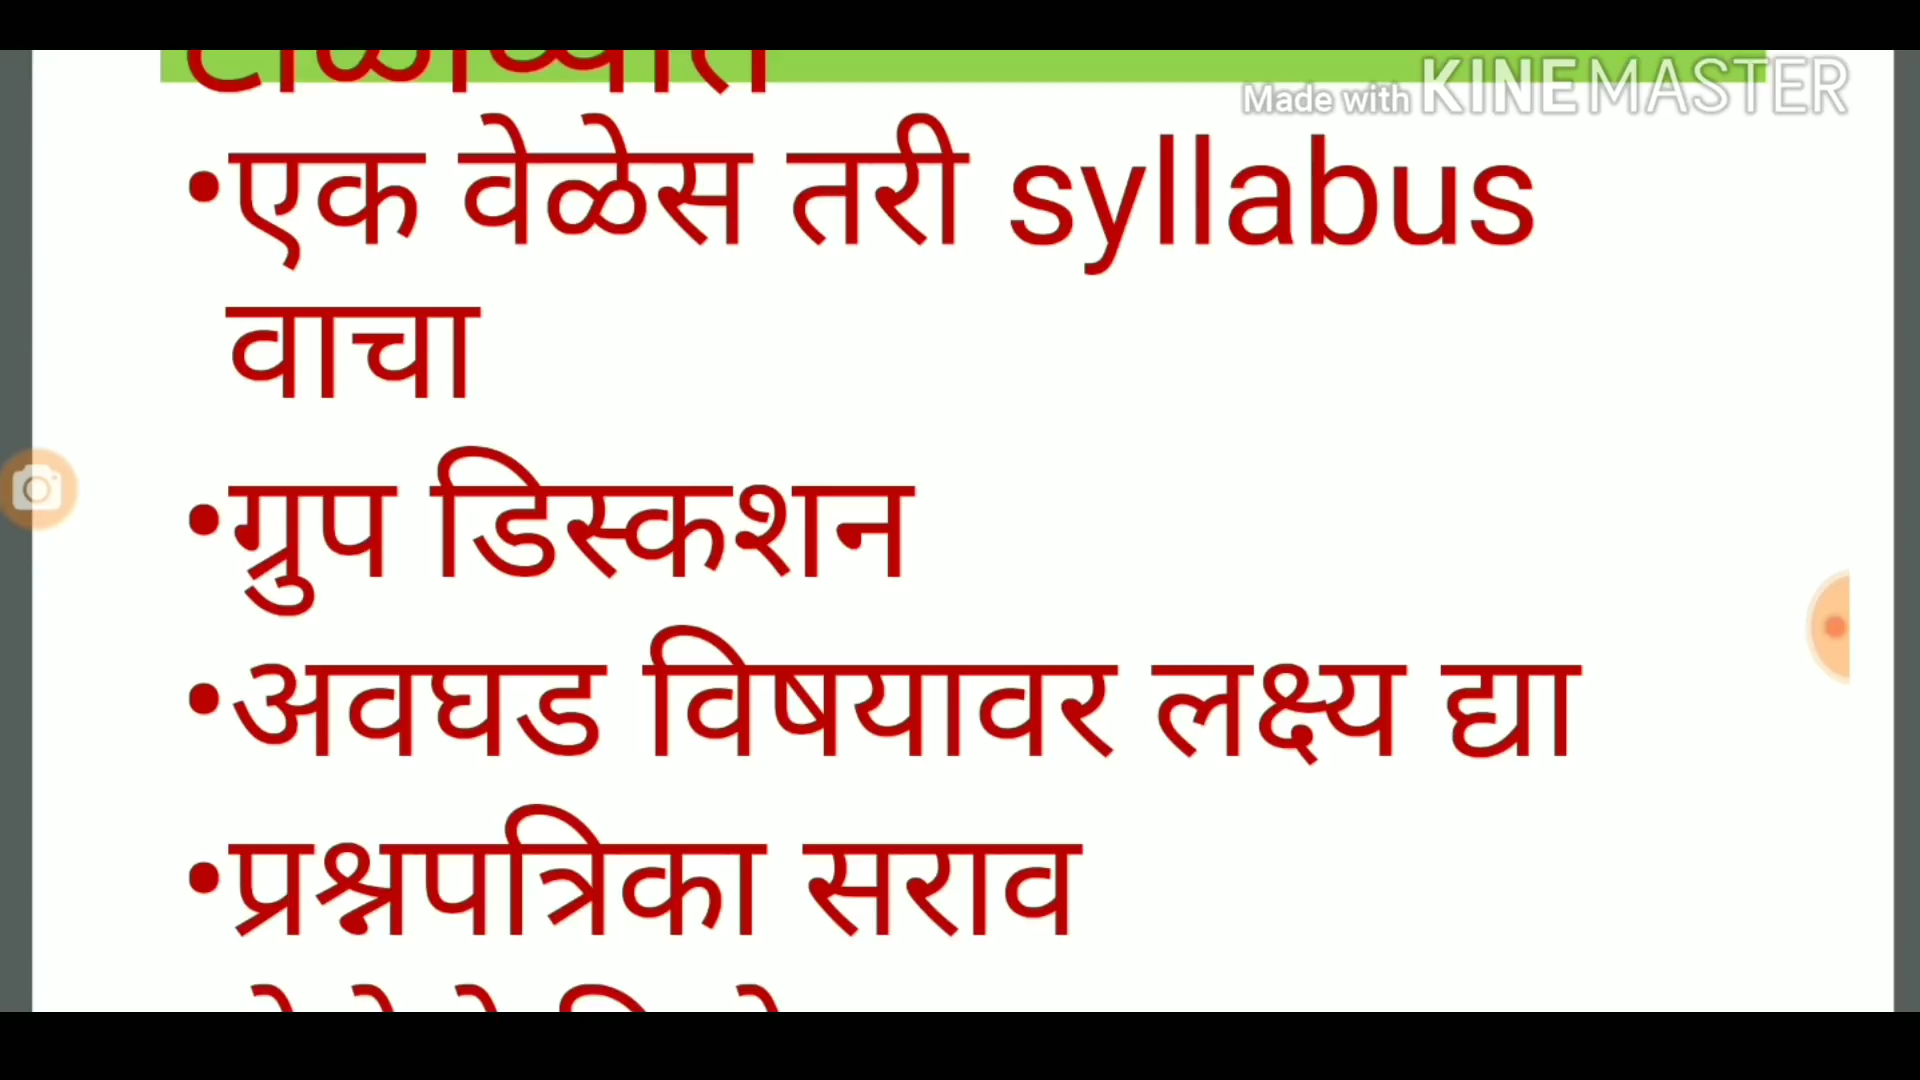 Made with KINEMASTER
•एक वेळेस तरी syllabus
वाचा
•ग्रुप डिस्कशन
•अवघड विषयावर लक्ष्य द्या
•प्रश्नपत्रिका सराव